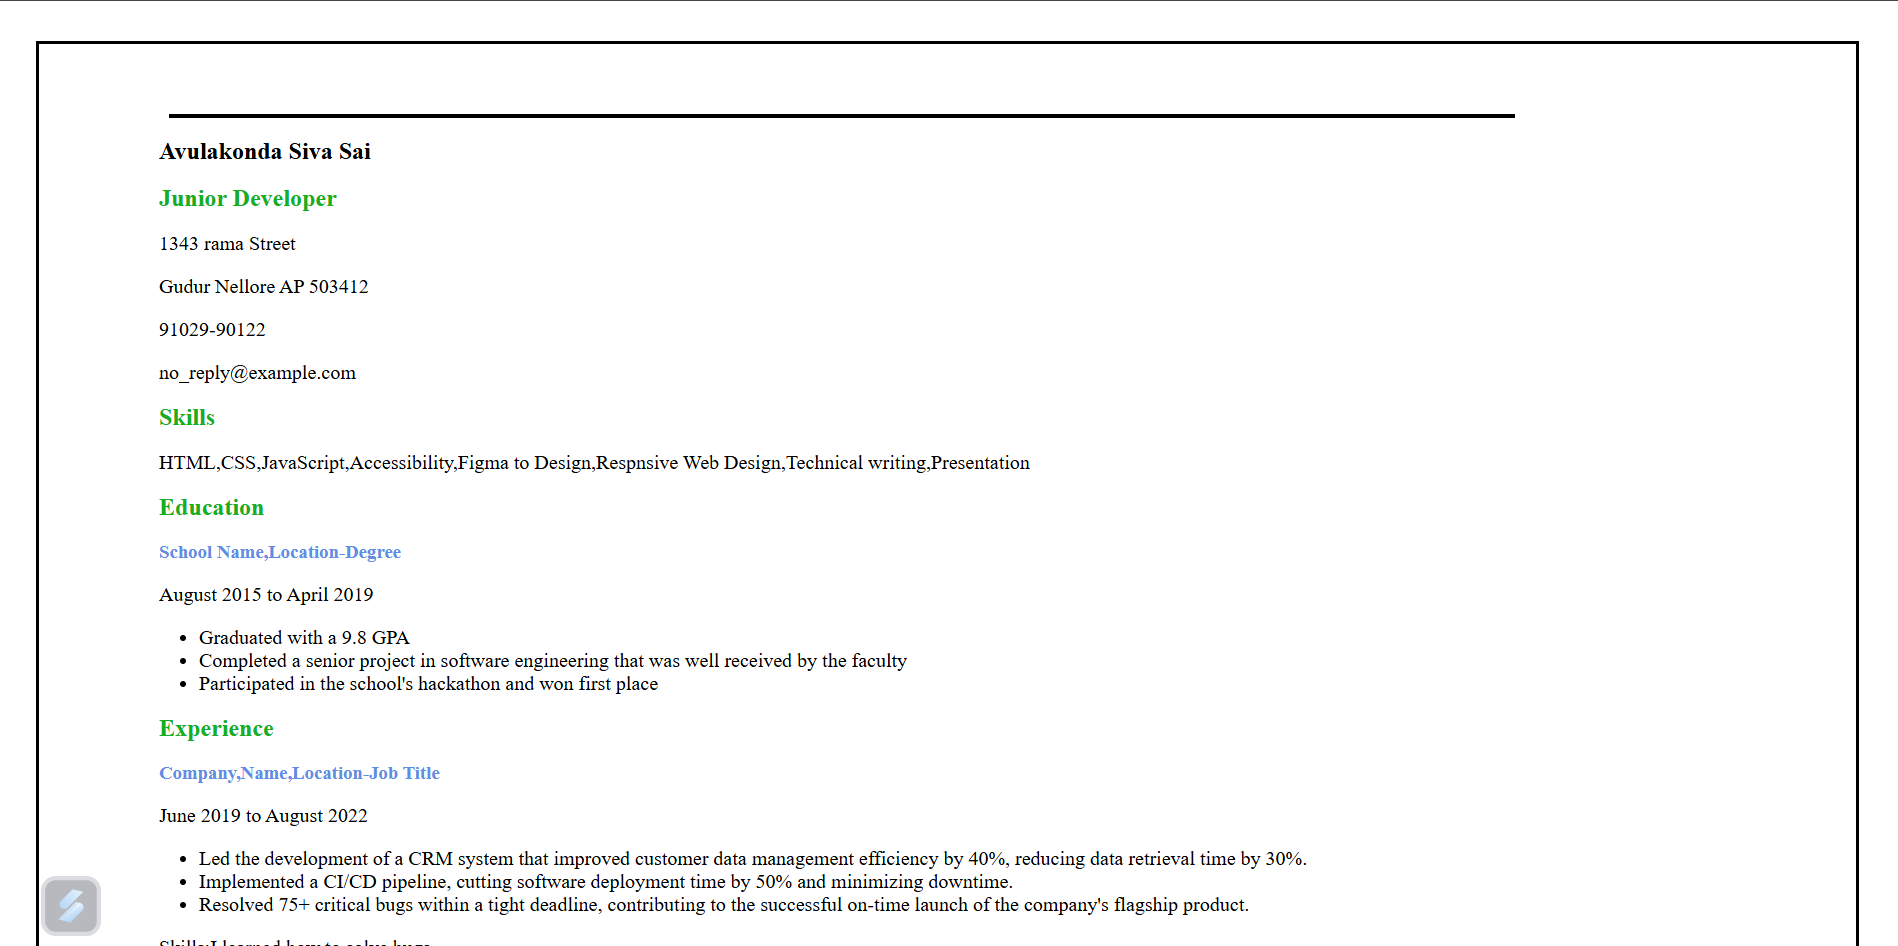 Avulakonda Siva Sai
Junior Developer
1343 rama Street
Gudur Nellore AP 503412
91029-90122
no_reply@example.com
Skills
HTML,CSS,JavaScript,Accessibility,Figma to Design,Respnsive Web Design,Technical writing,Presentation
Education
School Name,Location-Degree
August 2015 to April 2019
Graduated with a 9.8 GPA
Completed a senior project in software engineering that was well received by the faculty
Participated in the school's hackathon and won first place
Experience
Company,Name,Location-Job Title
June 2019 to August 2022
Led the development of a CRM system that improved customer data management efficiency by 40%, reducing data retrieval time by 30%.
Implemented a CI/CD pipeline, cutting software deployment time by 50% and minimizing downtime.
Resolved 75+ critical bugs within a tight deadline, contributing to the successful on-time launch of the company's flagship product.
Skills:I learned how to solve bugs